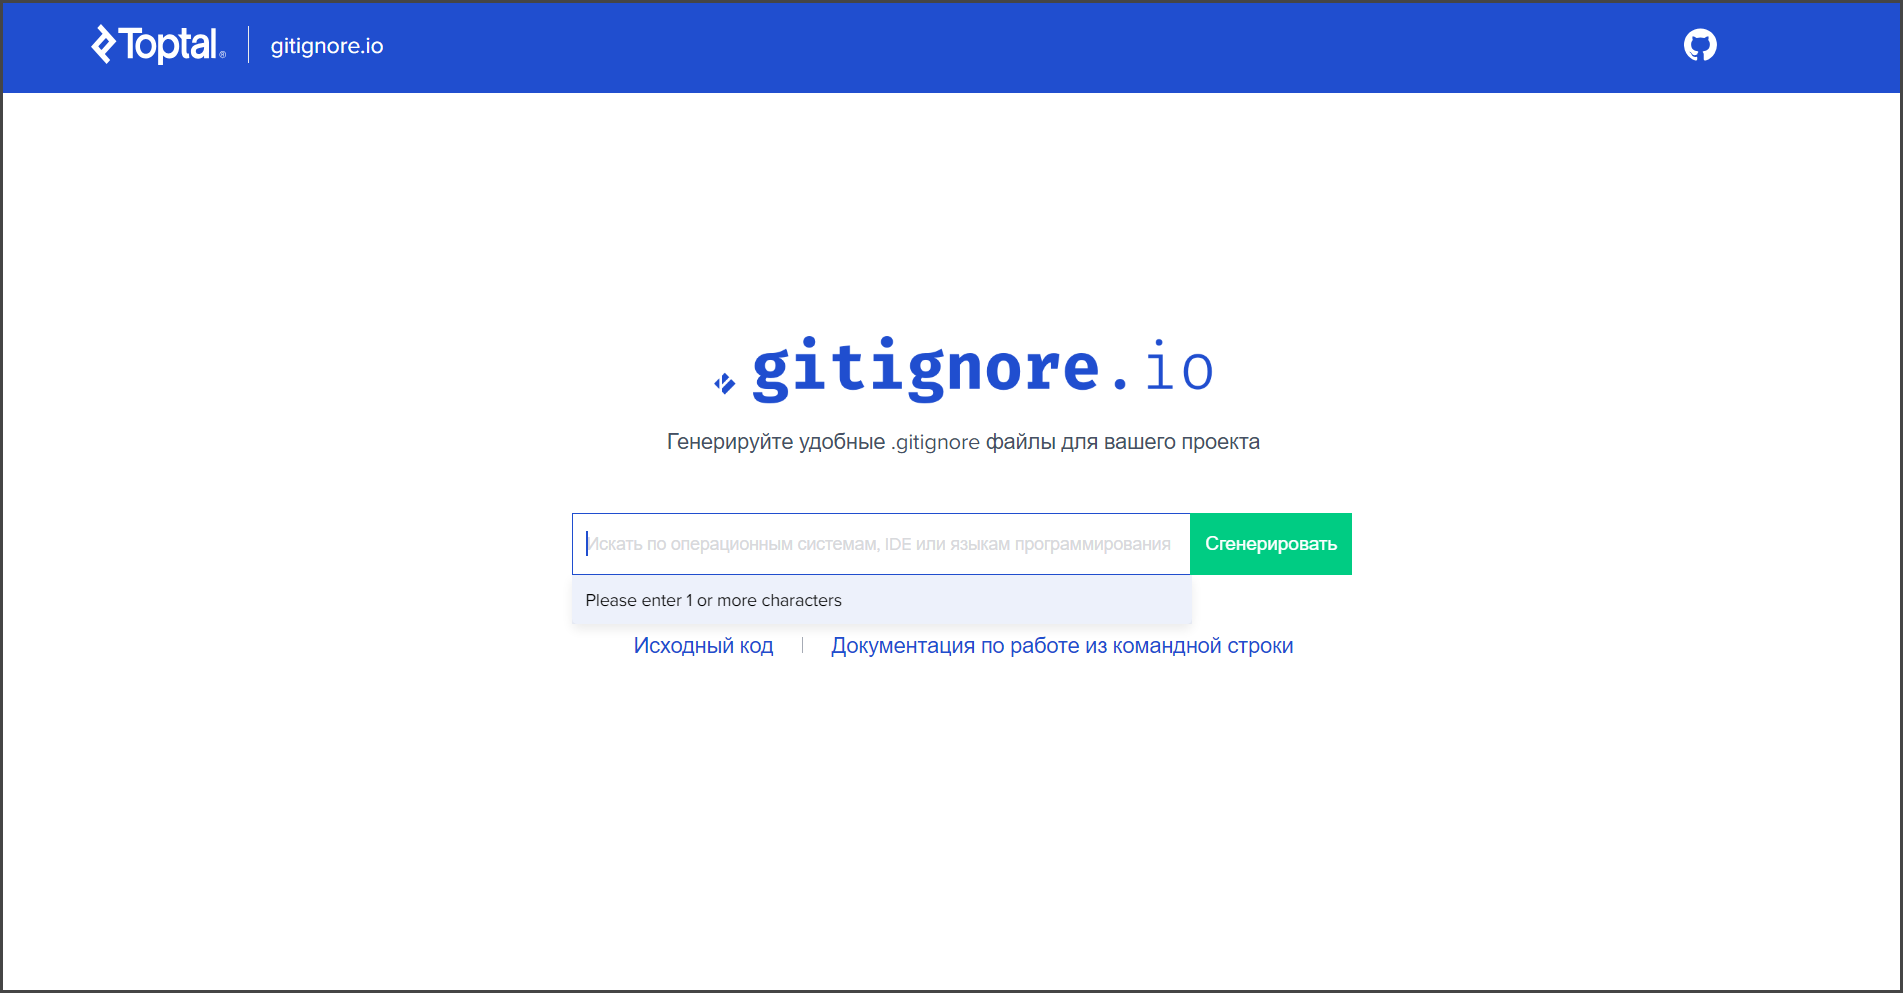 Toptal® gitignore.io
.gitignore.io
Генерируйте удобные .gitignore файлы для вашего проекта
Искать по операционным системам, IDE или языкам программирования Сгенерировать
Please enter 1 or more characters
Исходный код | Документация по работе из командной строки